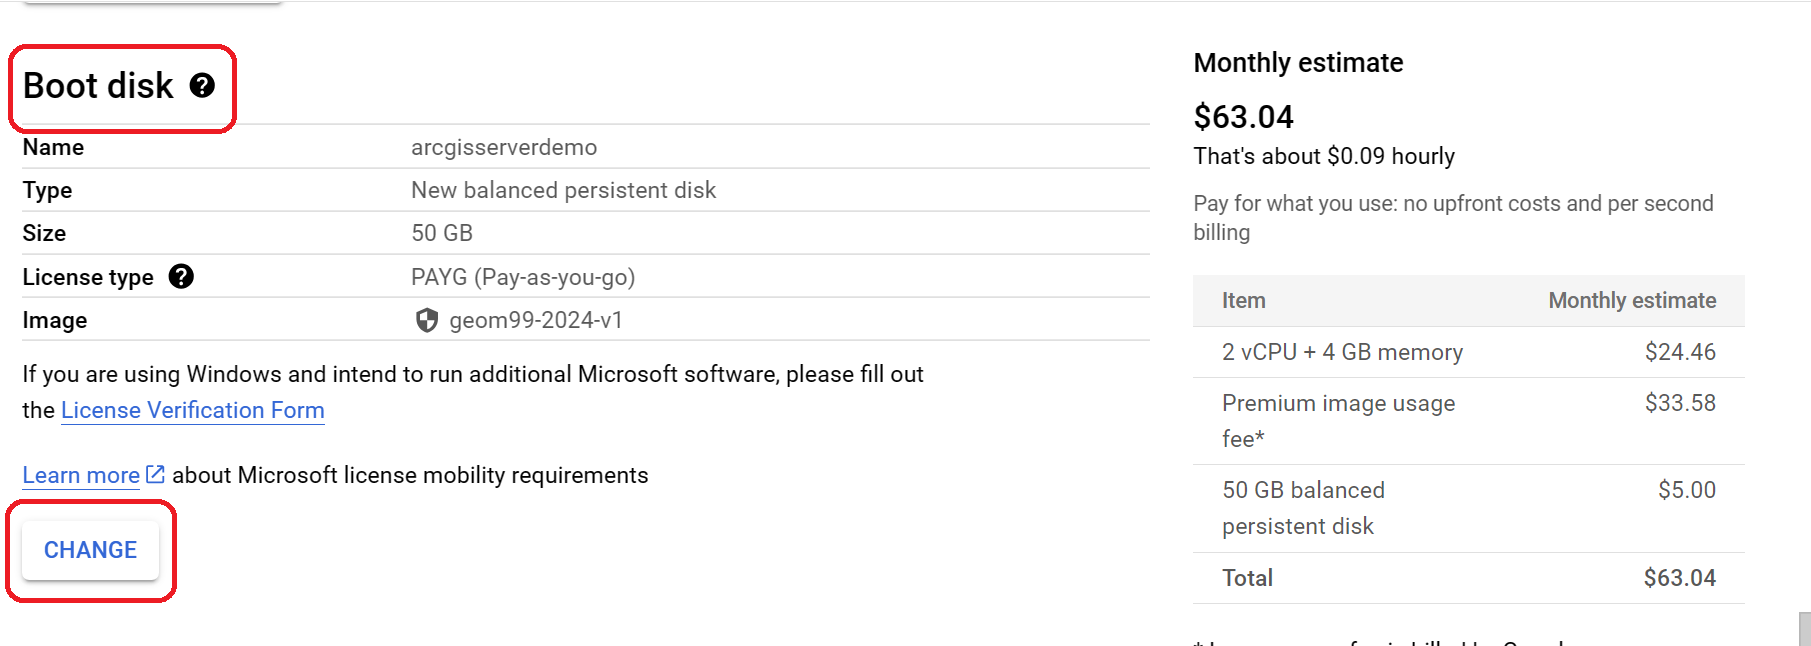 Boot disk
Name arcgisserverdemo
Type New balanced persistent disk
Size 50 GB
License type PAYG (Pay-as-you-go)
Image geom99-2024-v1
If you are using Windows and intend to run additional Microsoft software, please fill out
the License Verification Form
Learn more about Microsoft license mobility requirements
CHANGE
Monthly estimate
$63.04
That's about $0.09 hourly
Pay for what you use: no upfront costs and per second
billing
Item Monthly estimate
2 vCPU + 4 GB memory $24.46
Premium image usage $33.58
fee*
50 GB balanced $5.00
persistent disk
Total $63.04